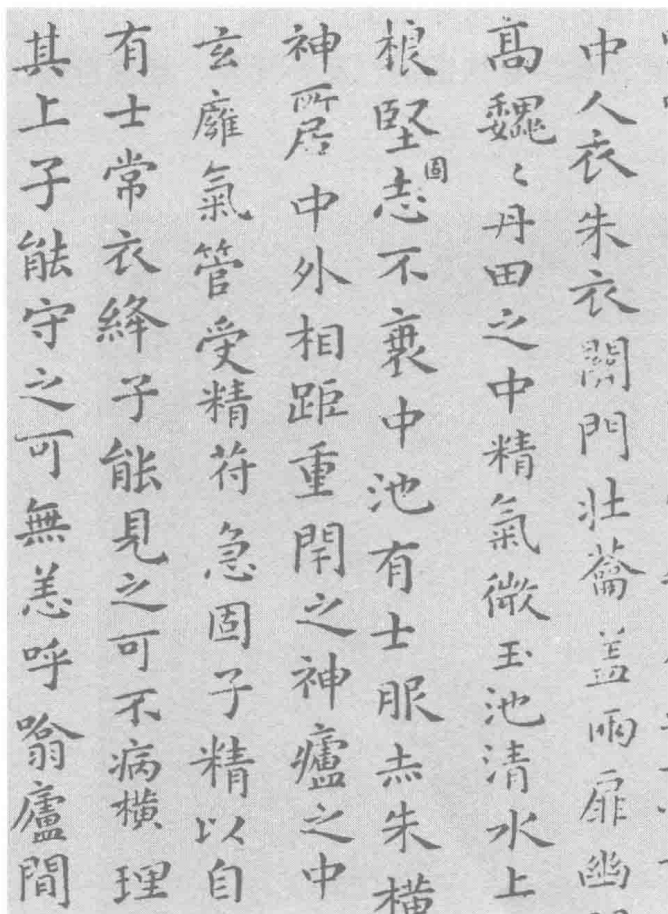 中人衣朱衣關門壯蘥盖兩扉幽
高巍〻丹田之中精氣微玉池清水上
根堅固志不衰中池有士服赤朱橫
神所居中外相距重閇之神廬之中
玄廱氣管受精苻急固子精以自
有士常衣絳子能見之可不病橫理
其上子能守之可無恙呼噏廬間